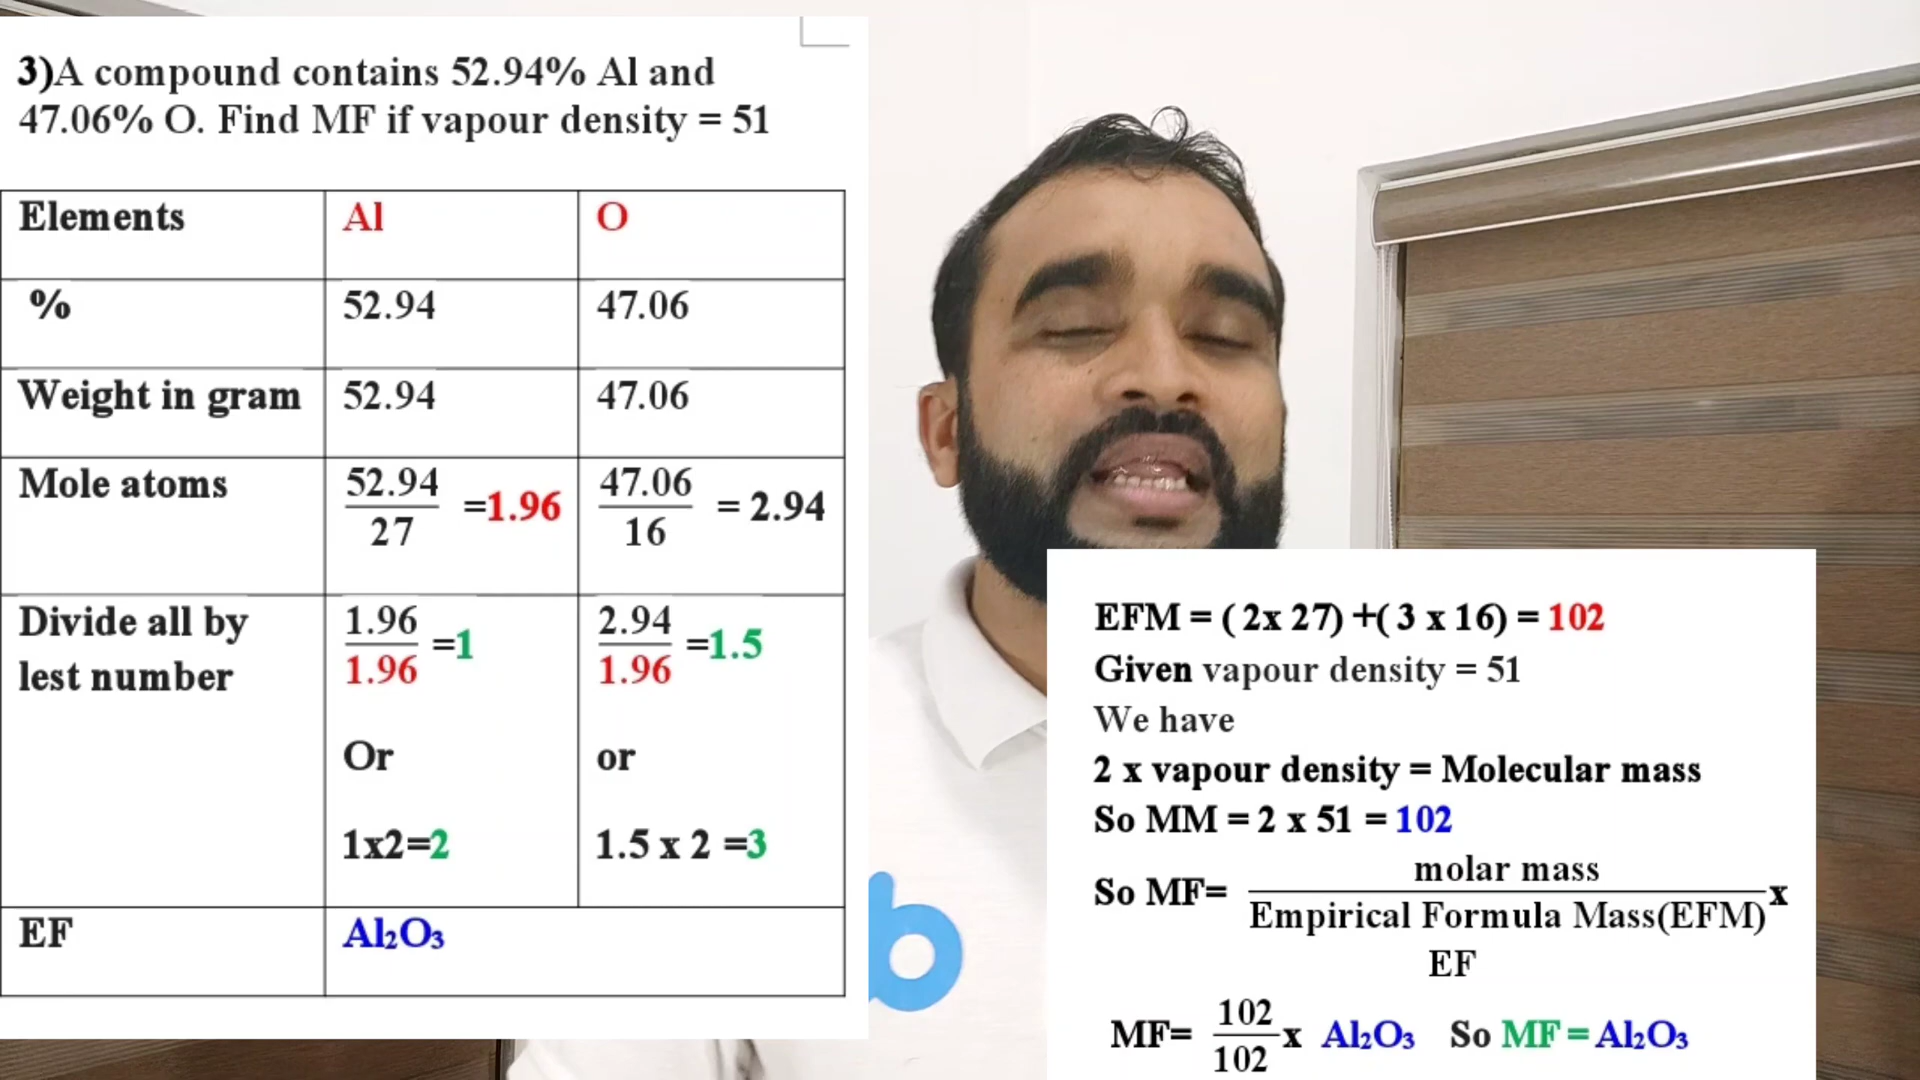 3)A compound contains 52.94% Al and
47.06% O. Find MF if vapour density = 51
Elements Al O
% 52.94 47.06
Weight in gram 52.94 47.06
Mole atoms 52.94/27 =1.96 47.06/16 = 2.94
Divide all by lest number 1.96/1.96 =1 2.94/1.96 =1.5
Or or
1x2=2 1.5 x 2 =3
EF Al₂O₃
EFM = ( 2x 27) +( 3 x 16) = 102
Given vapour density = 51
We have
2 x vapour density = Molecular mass
So MM = 2 x 51 = 102
So MF= molar mass/Empirical Formula Mass(EFM) x
EF
MF= 102/102 x Al₂O₃ So MF = Al₂O₃
b